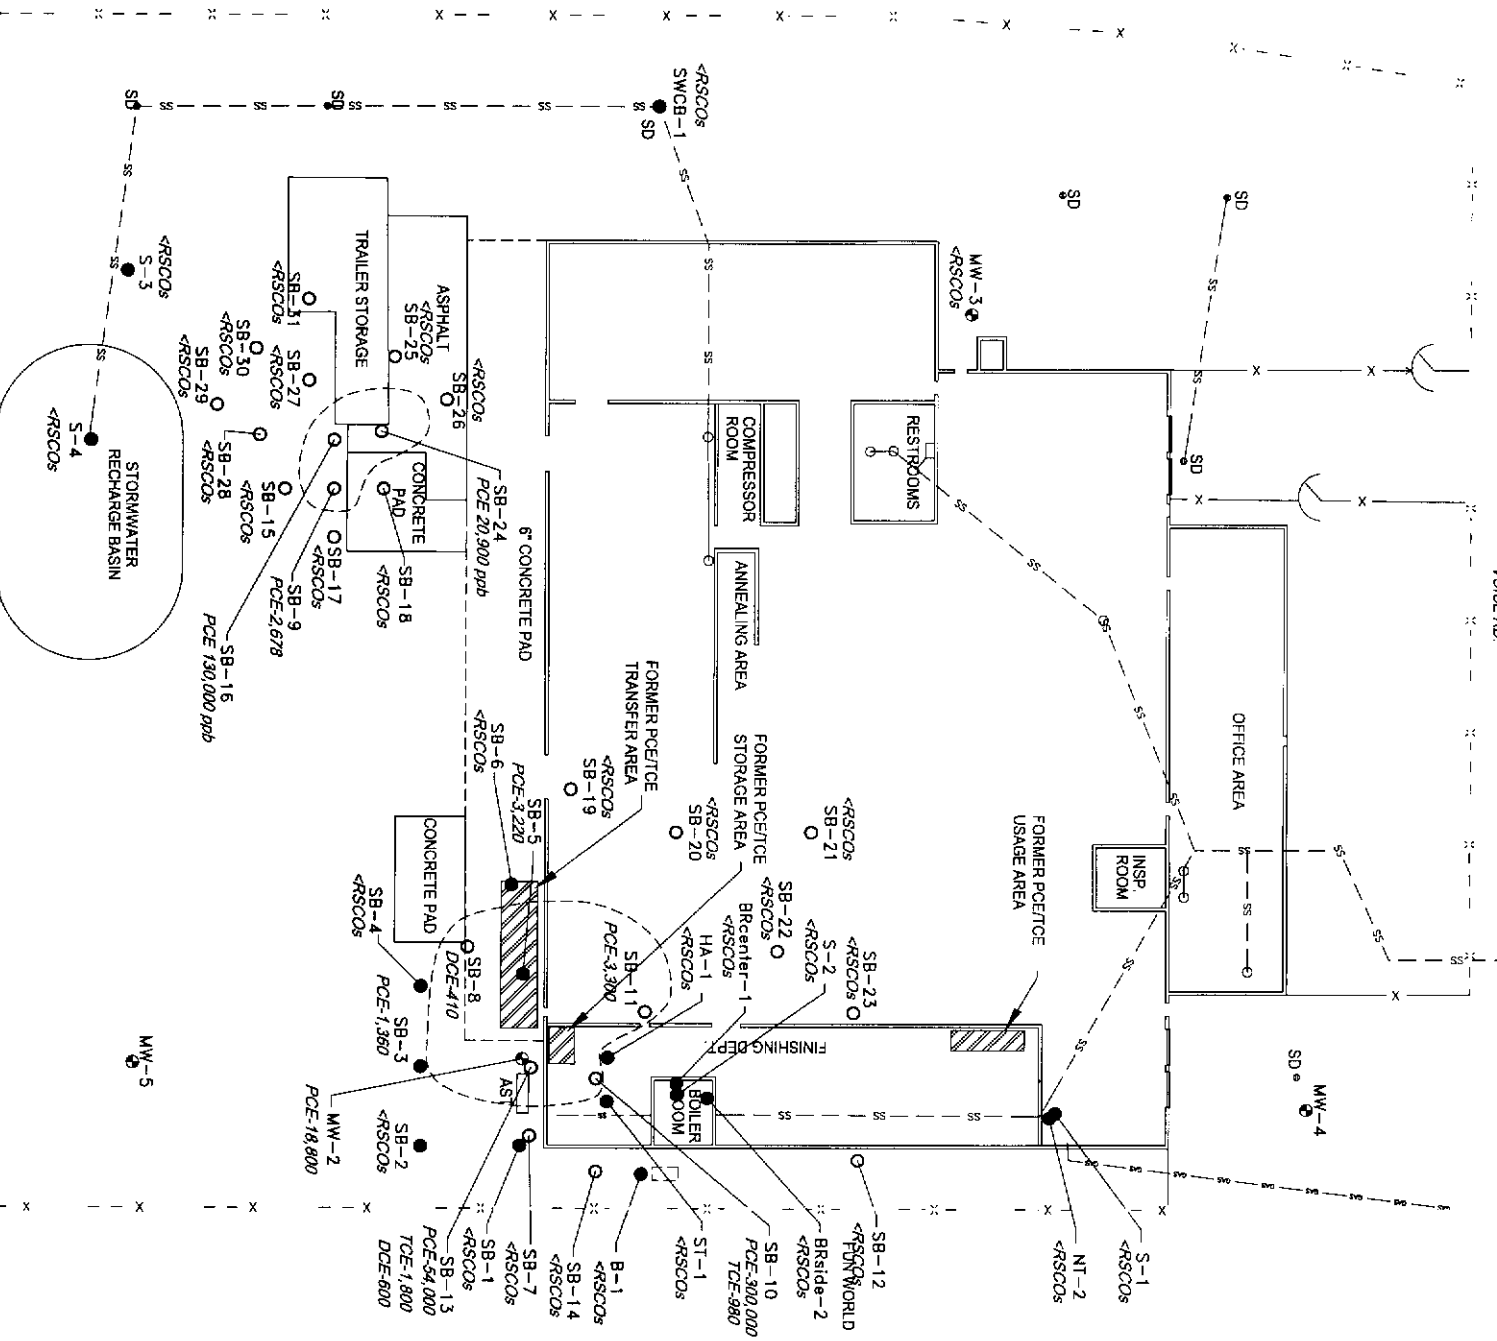 <RSCOs
SWCB-1
SD
SD
SD
SD
SD
SD
SD
<RSCOs
S-3
S-4
<RSCOs
STORMWATER
RECHARGE BASIN
TRAILER STORAGE
ASPHALT
<RSCOs
SB-25
<RSCOs
SB-26
SB-31
<RSCOs
SB-27
<RSCOs
SB-30
<RSCOs
SB-29
<RSCOs
SB-28
<RSCOs
SB-15
<RSCOs
SB-17
<RSCOs
SB-18
<RSCOs
SB-24
PCE 20,900 ppb
SB-9
PCE-2,678
SB-16
PCE 130,000 ppb
CONCRETE
PAD
6" CONCRETE PAD
MW-3
<RSCOs
RESTROOMS
COMPRESSOR
ROOM
ANNEALING AREA
OFFICE AREA
INSP.
ROOM
FORMER PCE/TCE
TRANSFER AREA
FORMER PCE/TCE
STORAGE AREA
FORMER PCE/TCE
USAGE AREA
SB-6
<RSCOs
SB-5
PCE-3,220
<RSCOs
SB-19
<RSCOs
SB-20
<RSCOs
SB-21
SB-22
<RSCOs
SB-23
<RSCOs
S-2
<RSCOs
BRcenter-1
<RSCOs
HA-1
<RSCOs
SB-11
PCE-3,300
FINISHING DEPT.
BOILER
ROOM
CONCRETE PAD
SB-8
DCE-410
SB-4
<RSCOs
SB-3
PCE-1,360
SB-2
<RSCOs
AST
MW-2
PCE-18,800
MW-5
MW-4
SB-13
PCE-54,000
TCE-1,800
DCE-600
SB-1
<RSCOs
SB-7
<RSCOs
SB-14
<RSCOs
B-1
<RSCOs
ST-1
<RSCOs
SB-10
PCE-300,000
TCE-980
BRside-2
<RSCOs
SB-12
<RSCOs
FUN WORLD
NT-2
<RSCOs
S-1
<RSCOs